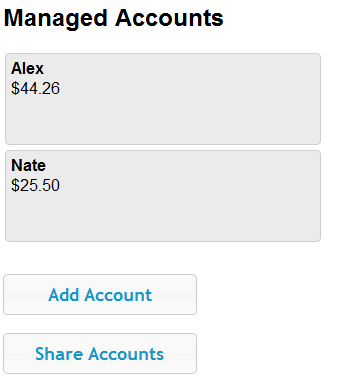 Managed Accounts
Alex
$44.26
Nate
$25.50
Add Account
Share Accounts